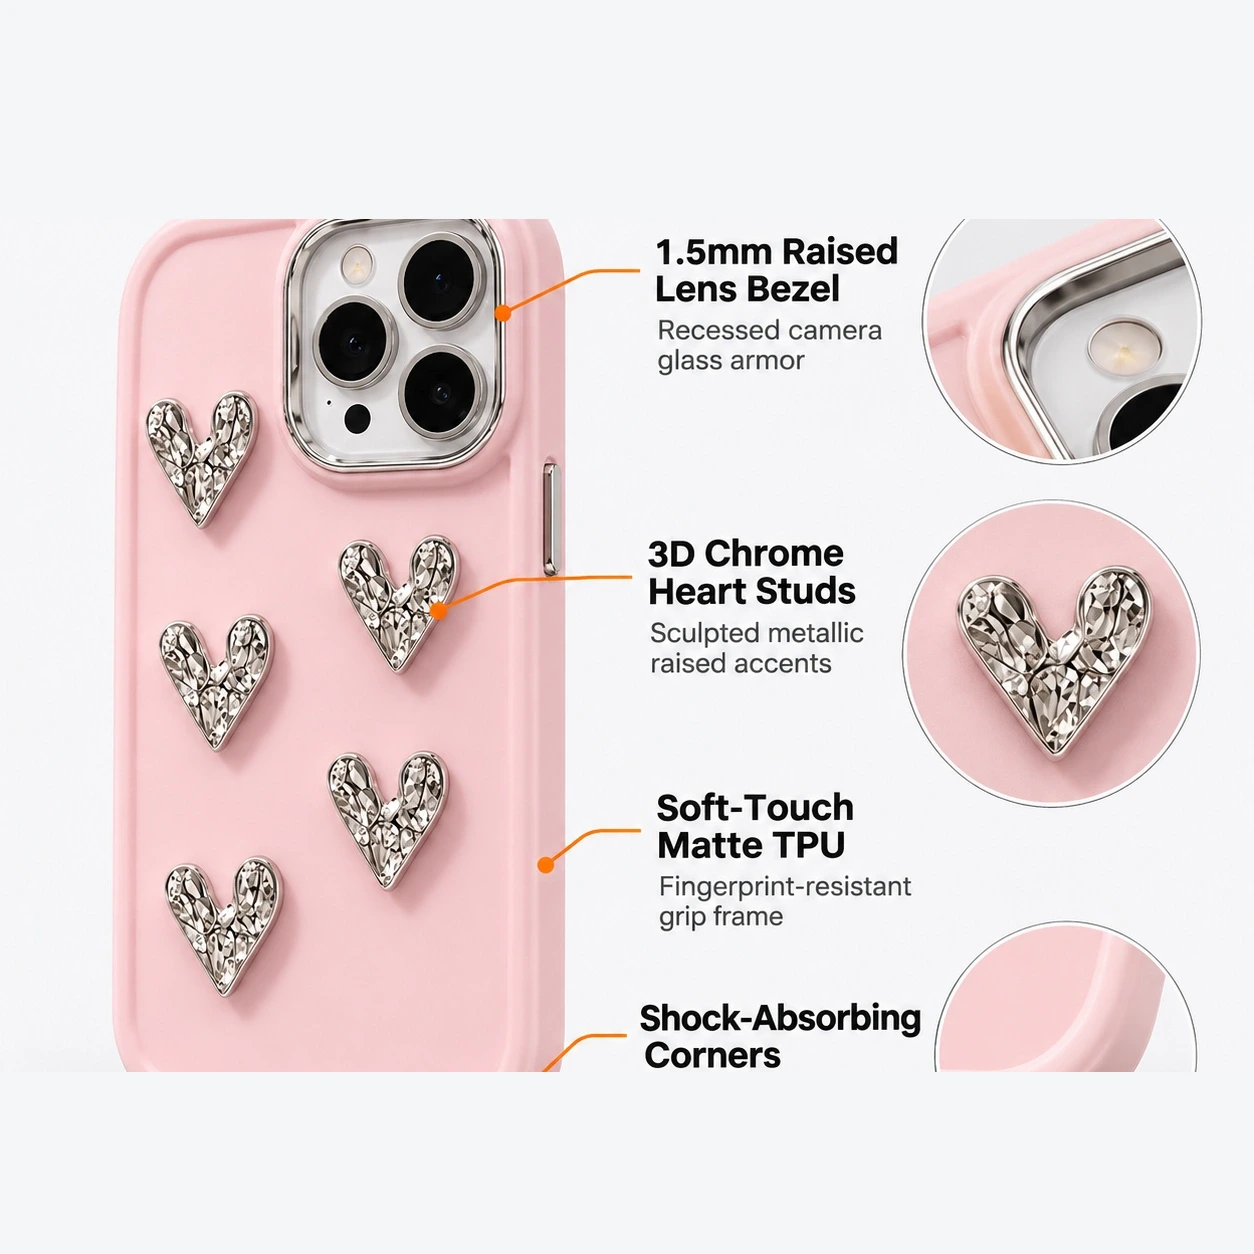 1.5mm Raised
Lens Bezel
Recessed camera
glass armor
3D Chrome
Heart Studs
Sculpted metallic
raised accents
Soft-Touch
Matte TPU
Fingerprint-resistant
grip frame
Shock-Absorbing
Corners